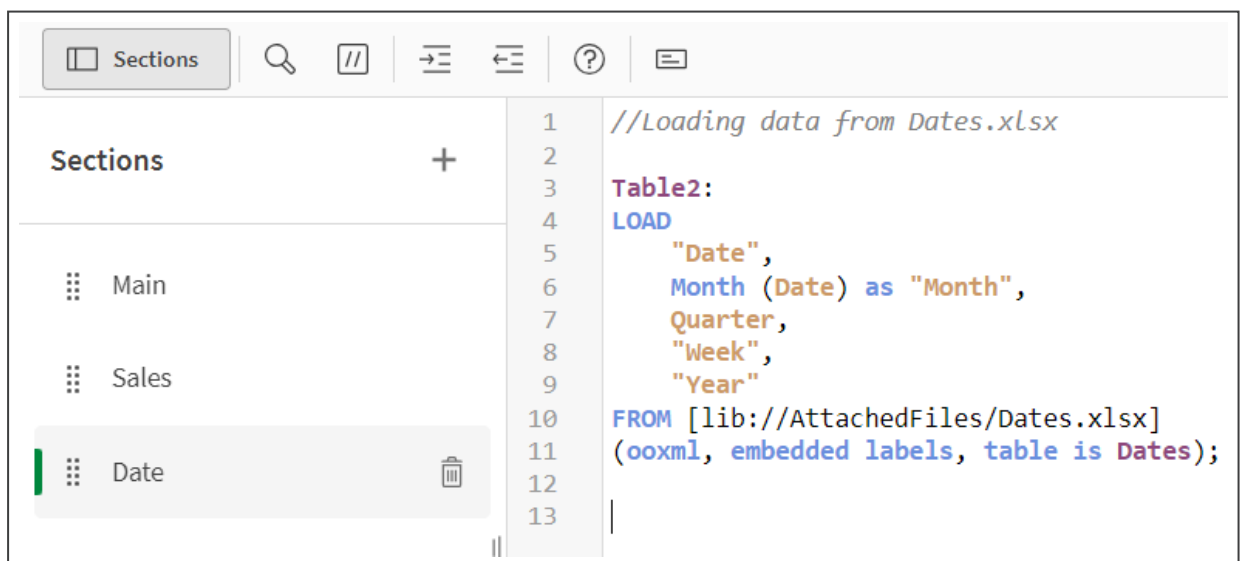 Sections
//
?
Sections
+
Main
Sales
Date
1 //Loading data from Dates.xlsx
2
3 Table2:
4 LOAD
5 "Date",
6 Month (Date) as "Month",
7 Quarter,
8 "Week",
9 "Year"
10 FROM [lib://AttachedFiles/Dates.xlsx]
11 (ooxml, embedded labels, table is Dates);
12
13